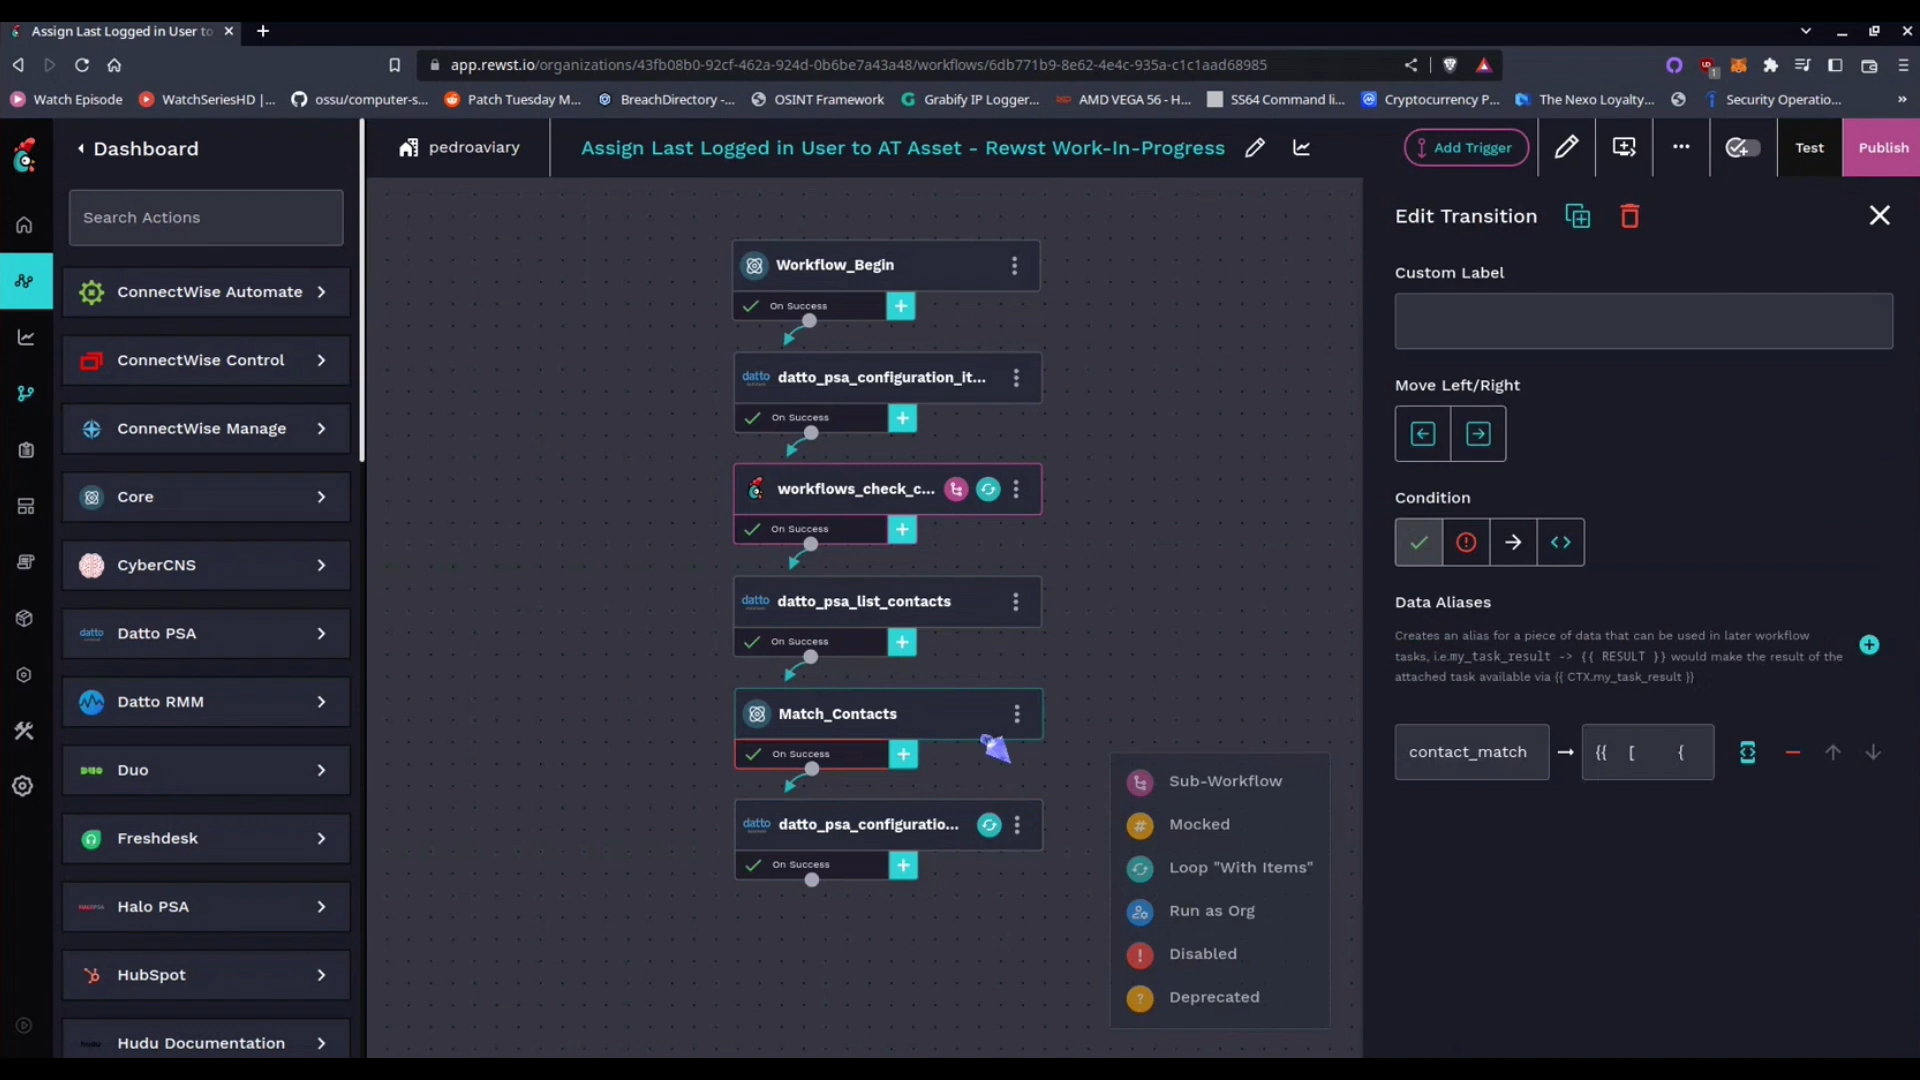 Assign Last Logged in User to
app.rewst.io/organizations/43fb08b0-92cf-462a-924d-0b6be7a43a48/workflows/6db771b9-8e62-4e4c-935a-c1c1aad68985
Watch Episode
WatchSeriesHD |...
ossu/computer-s...
Patch Tuesday M...
BreachDirectory -...
OSINT Framework
Grabify IP Logger...
AMD VEGA 56 - H...
SS64 Command li...
Cryptocurrency P...
The Nexo Loyalty...
Security Operatio...
Dashboard
pedroaviary
Assign Last Logged in User to AT Asset - Rewst Work-In-Progress
Add Trigger
Test
Publish
Search Actions
ConnectWise Automate
ConnectWise Control
ConnectWise Manage
Core
CyberCNS
datto
Datto PSA
Datto RMM
DUO
Duo
Freshdesk
Halo PSA
HubSpot
hudu
Hudu Documentation
Workflow_Begin
On Success
datto
datto_psa_configuration_it...
On Success
workflows_check_c...
On Success
datto
datto_psa_list_contacts
On Success
Match_Contacts
On Success
datto
datto_psa_configuratio...
On Success
Sub-Workflow
Mocked
Loop "With Items"
Run as Org
Disabled
Deprecated
Edit Transition
Custom Label
Move Left/Right
Condition
Data Aliases
Creates an alias for a piece of data that can be used in later workflow
tasks, i.e.my_task_result -> {{ RESULT }} would make the result of the
attached task available via {{ CTX.my_task_result }}
contact_match
{{ [ {